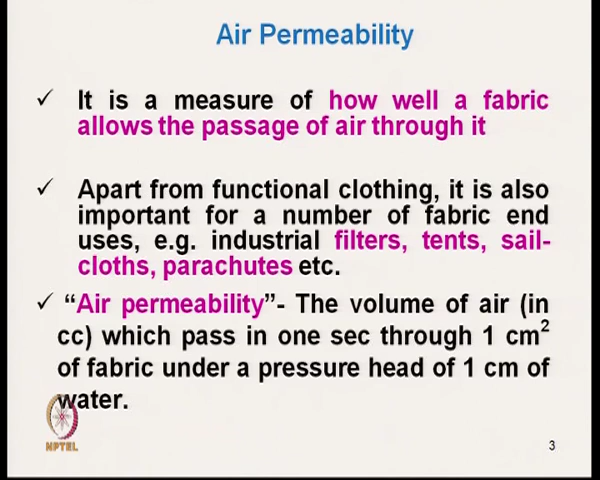 Air Permeability
✓ It is a measure of how well a fabric
allows the passage of air through it
✓ Apart from functional clothing, it is also
important for a number of fabric end
uses, e.g. industrial filters, tents, sail-
cloths, parachutes etc.
✓ “Air permeability”- The volume of air (in
cc) which pass in one sec through 1 cm²
of fabric under a pressure head of 1 cm of
water.
NPTEL
3